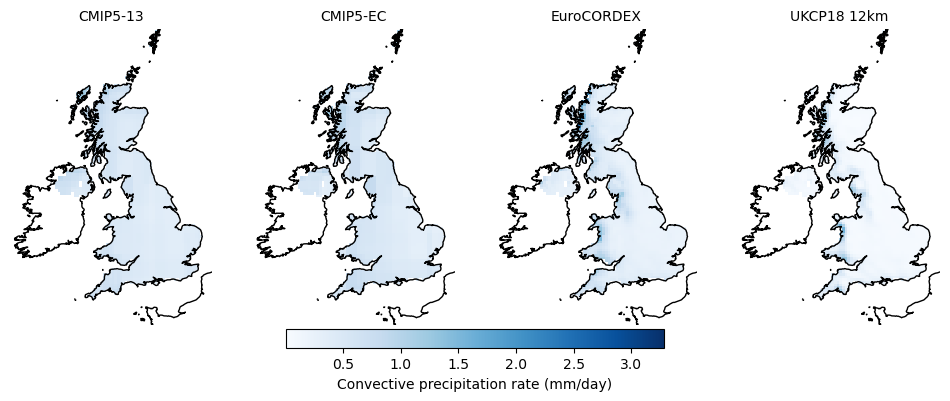 CMIP5-13
CMIP5-EC
EuroCORDEX
UKCP18 12km
0.5
1.0
1.5
2.0
2.5
3.0
Convective precipitation rate (mm/day)